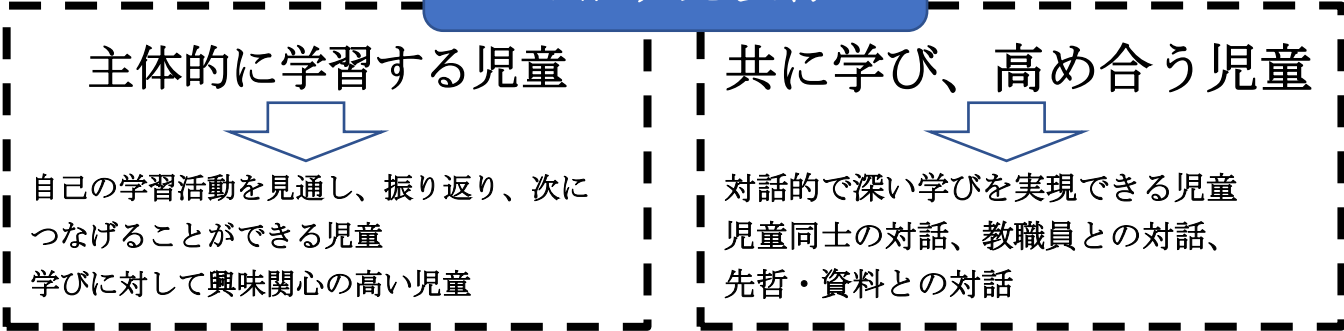 主体的に学習する児童
自己の学習活動を見通し、振り返り、次に
つなげることができる児童
学びに対して興味関心の高い児童
共に学び、高め合う児童
対話的で深い学びを実現できる児童
児童同士の対話、教職員との対話、
先哲・資料との対話